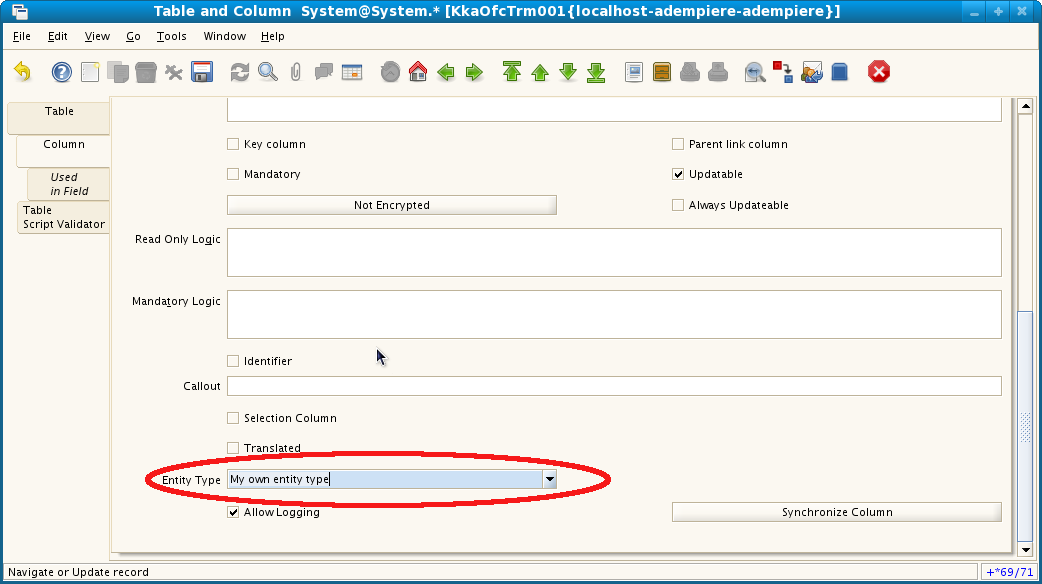 Table and Column System@System.* [KkaOfcTrm001{localhost-adempiere-adempiere}]
File Edit View Go Tools Window Help
Table
Column
Used
in Field
Table
Script Validator
Key column
Parent link column
Mandatory
Updatable
Not Encrypted
Always Updateable
Read Only Logic
Mandatory Logic
Identifier
Callout
Selection Column
Translated
Entity Type My own entity type
Allow Logging
Synchronize Column
Navigate or Update record
+*69/71